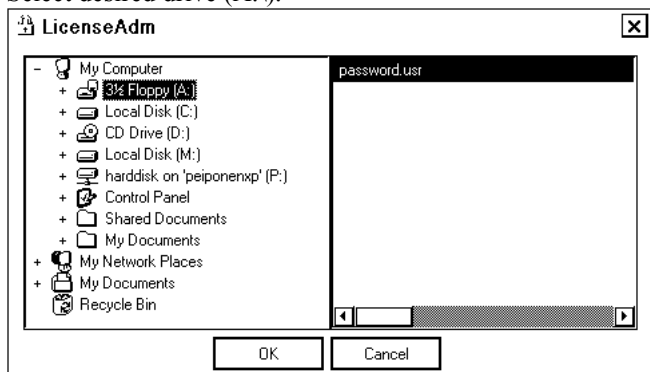 Select desired drive (A:\).
LicenseAdm
My Computer
3½ Floppy (A:)
Local Disk (C:)
CD Drive (D:)
Local Disk (M:)
harddisk on 'peiponenxp' (P:)
Control Panel
Shared Documents
My Documents
My Network Places
My Documents
Recycle Bin
password.usr
OK
Cancel